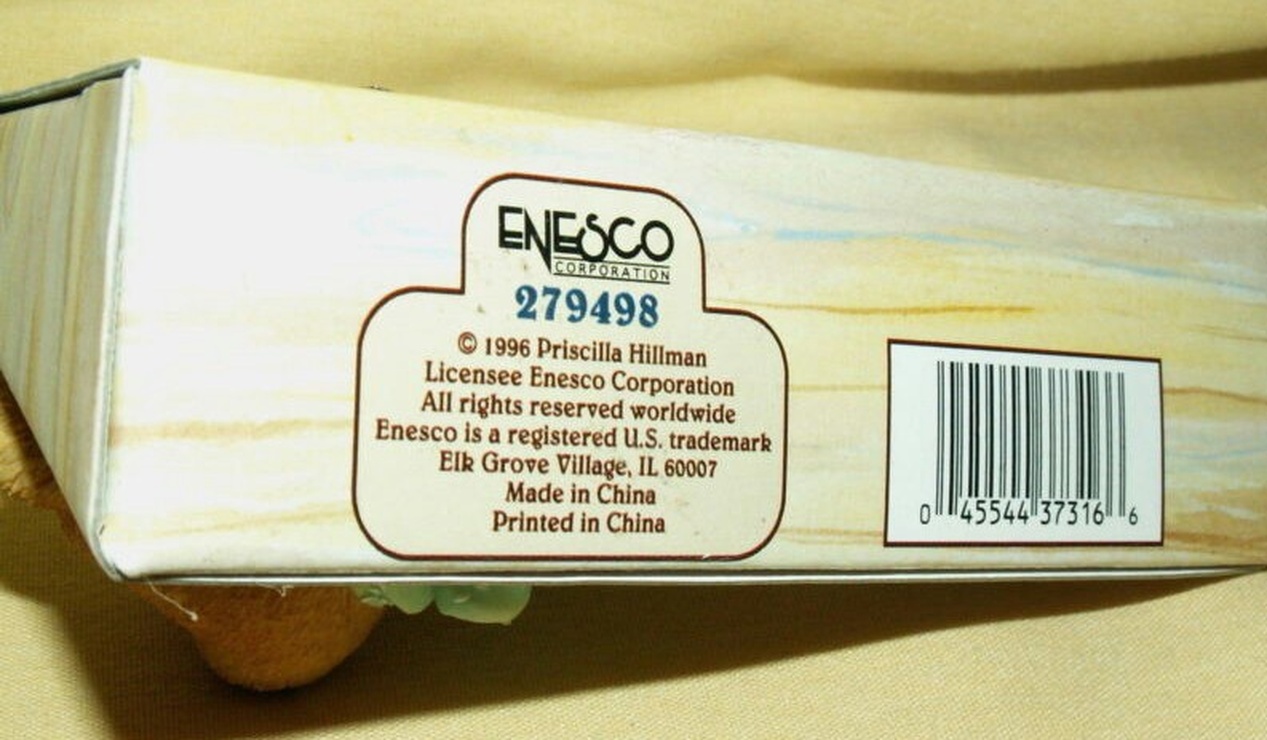 ENESCO
CORPORATION
279498
© 1996 Priscilla Hillman
Licensee Enesco Corporation
All rights reserved worldwide
Enesco is a registered U.S. trademark
Elk Grove Village, IL 60007
Made in China
Printed in China
0 45544 37316 6